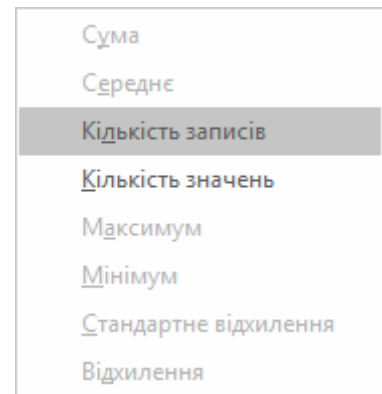 Сума
Середнє
Кількість записів
Кількість значень
Максимум
Мінімум
Стандартне відхилення
Відхилення